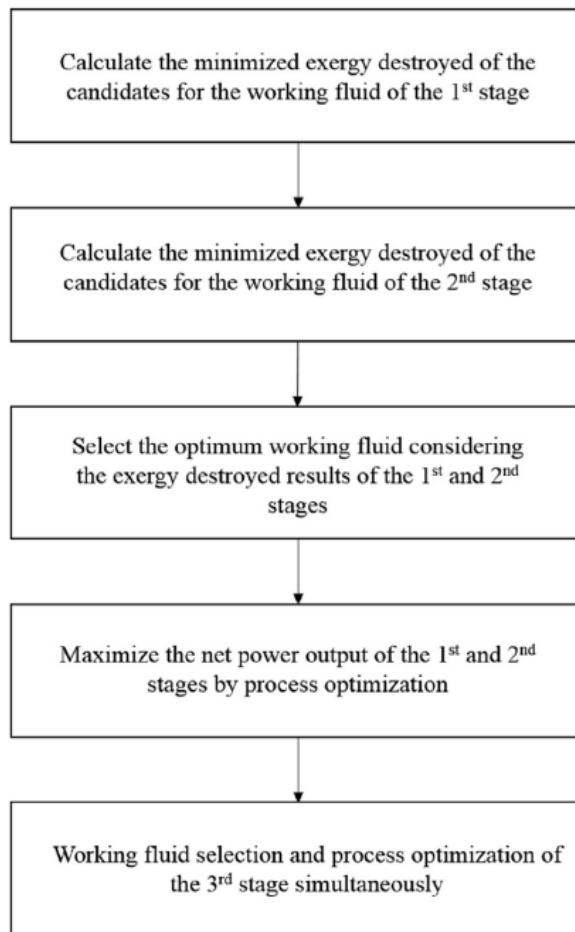 Calculate the minimized exergy destroyed of the
candidates for the working fluid of the 1st stage
Calculate the minimized exergy destroyed of the
candidates for the working fluid of the 2nd stage
Select the optimum working fluid considering
the exergy destroyed results of the 1st and 2nd
stages
Maximize the net power output of the 1st and 2nd
stages by process optimization
Working fluid selection and process optimization of
the 3rd stage simultaneously